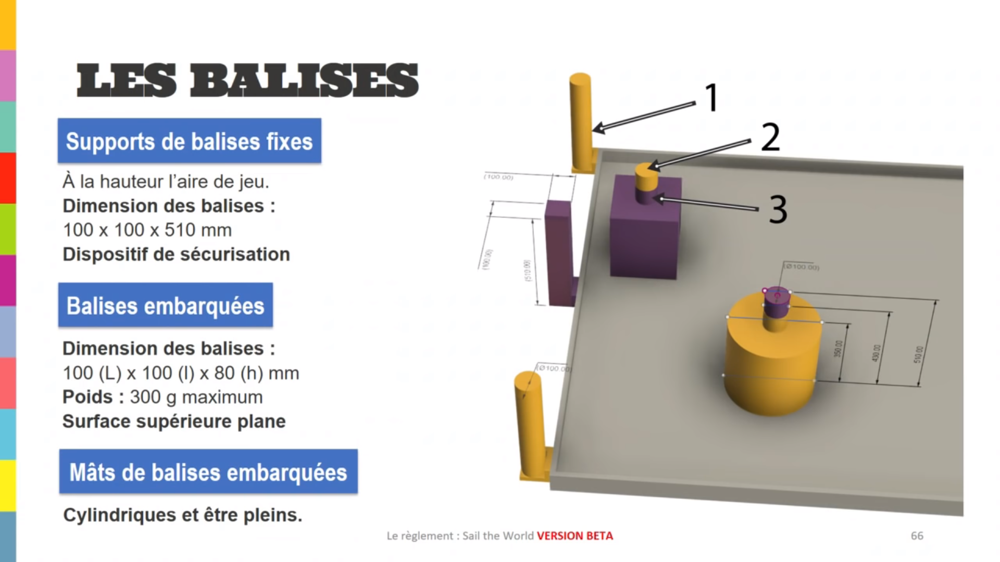 LES BALISES
Supports de balises fixes
À la hauteur l’aire de jeu.
Dimension des balises :
100 x 100 x 510 mm
Dispositif de sécurisation
Balises embarquées
Dimension des balises :
100 (L) x 100 (l) x 80 (h) mm
Poids : 300 g maximum
Surface supérieure plane
Mâts de balises embarquées
Cylindriques et être pleins.
1
2
3
(100.00)
(100.00)
(510.00)
(Ø100.00)
350.00
430.00
510.00
(Ø100.00)
Le règlement : Sail the World VERSION BETA
66